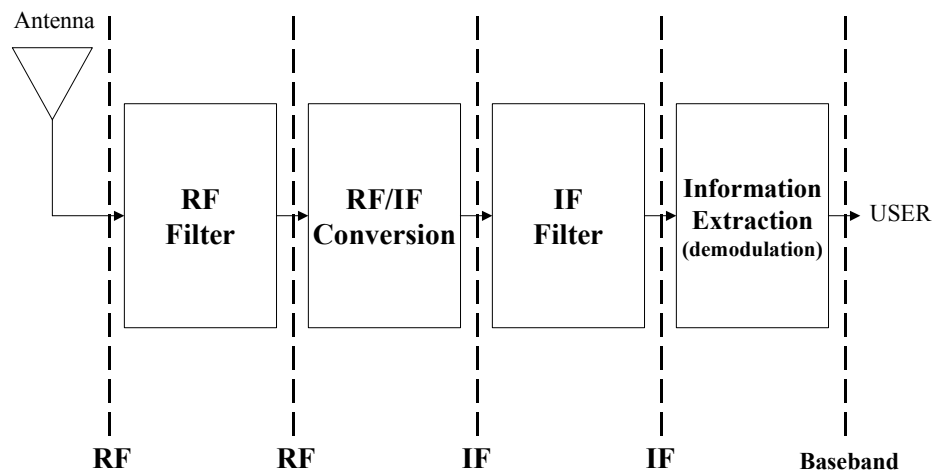 Antenna
RF
Filter
RF/IF
Conversion
IF
Filter
Information
Extraction
(demodulation)
USER
RF
RF
IF
IF
Baseband